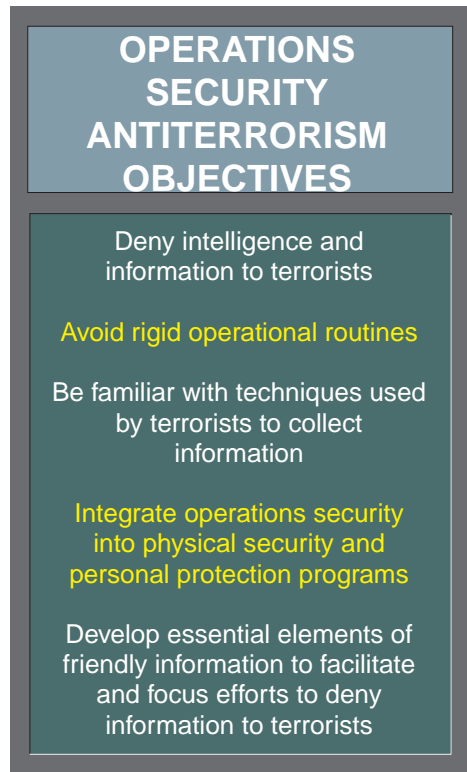 OPERATIONS
SECURITY
ANTITERRORISM
OBJECTIVES
Deny intelligence and
information to terrorists
Avoid rigid operational routines
Be familiar with techniques used
by terrorists to collect
information
Integrate operations security
into physical security and
personal protection programs
Develop essential elements of
friendly information to facilitate
and focus efforts to deny
information to terrorists